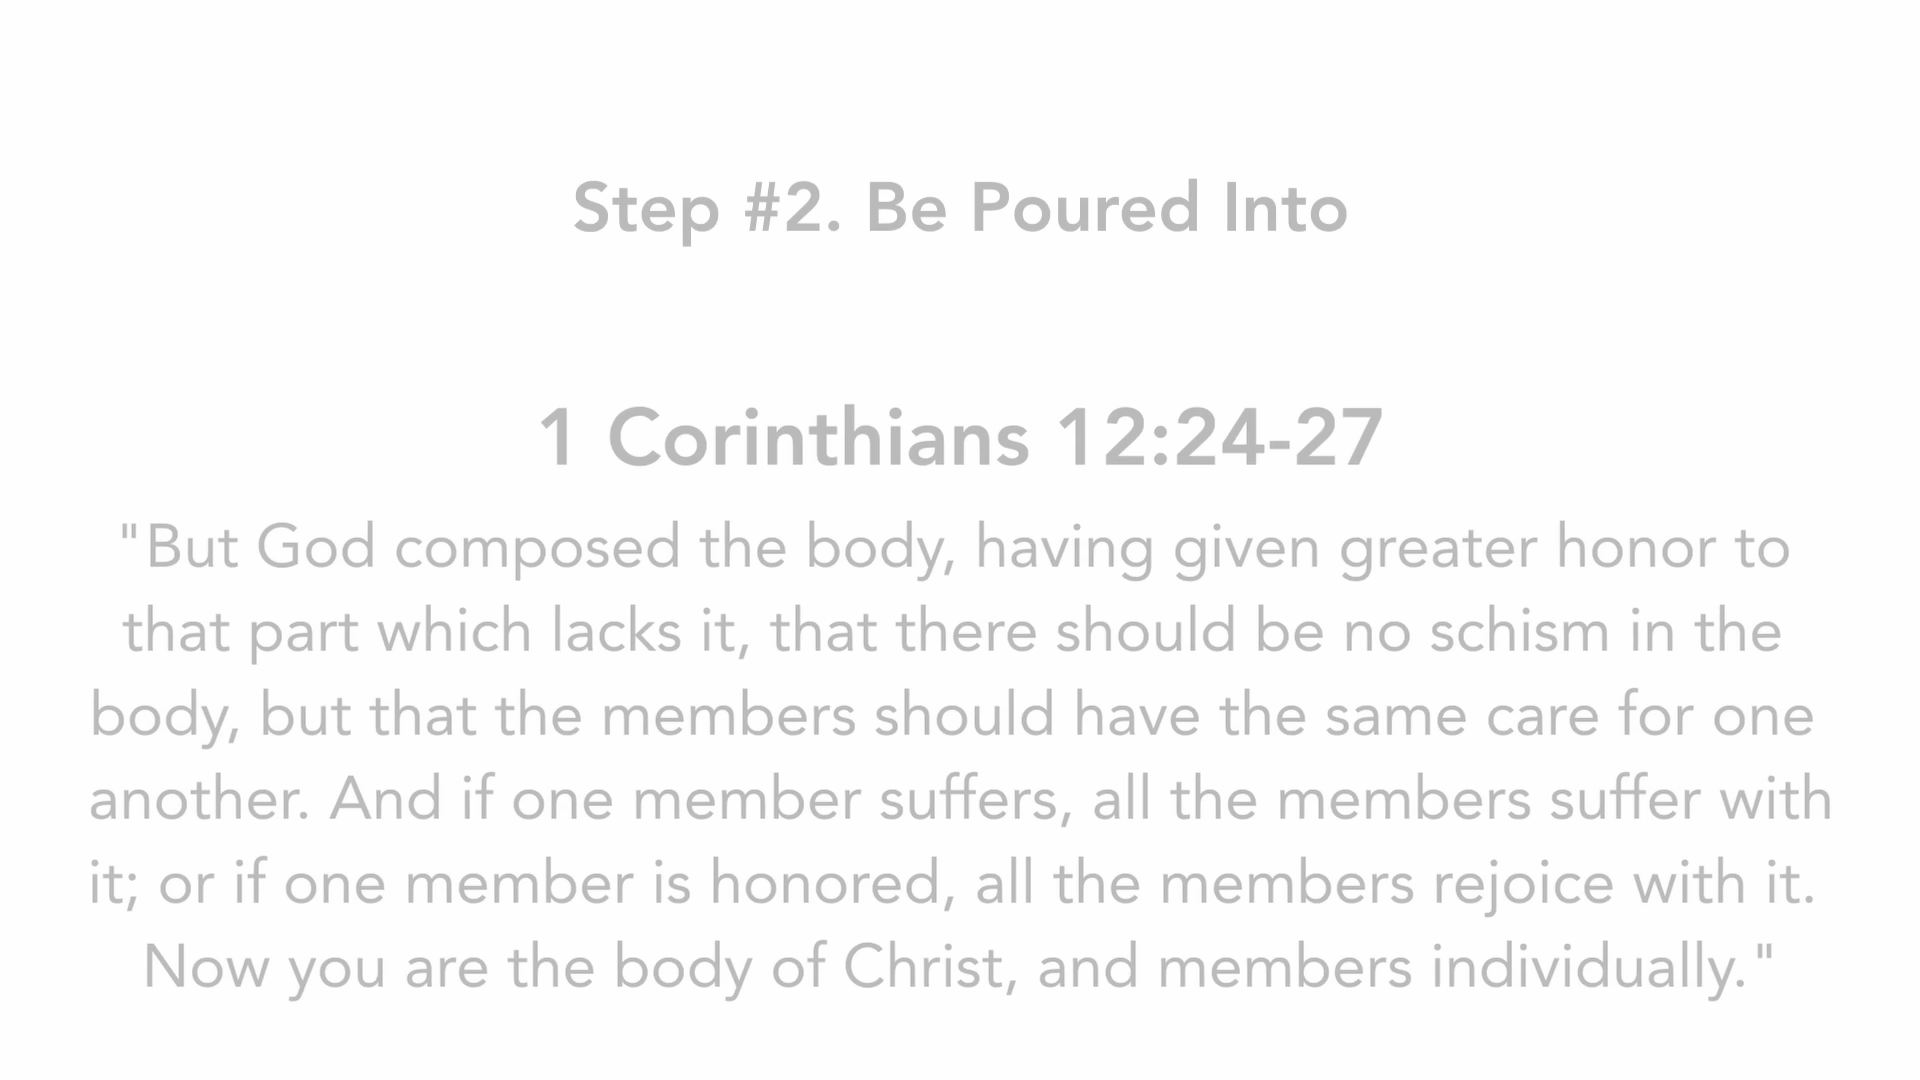 Step #2. Be Poured Into
1 Corinthians 12:24-27
"But God composed the body, having given greater honor to
that part which lacks it, that there should be no schism in the
body, but that the members should have the same care for one
another. And if one member suffers, all the members suffer with
it; or if one member is honored, all the members rejoice with it.
Now you are the body of Christ, and members individually."